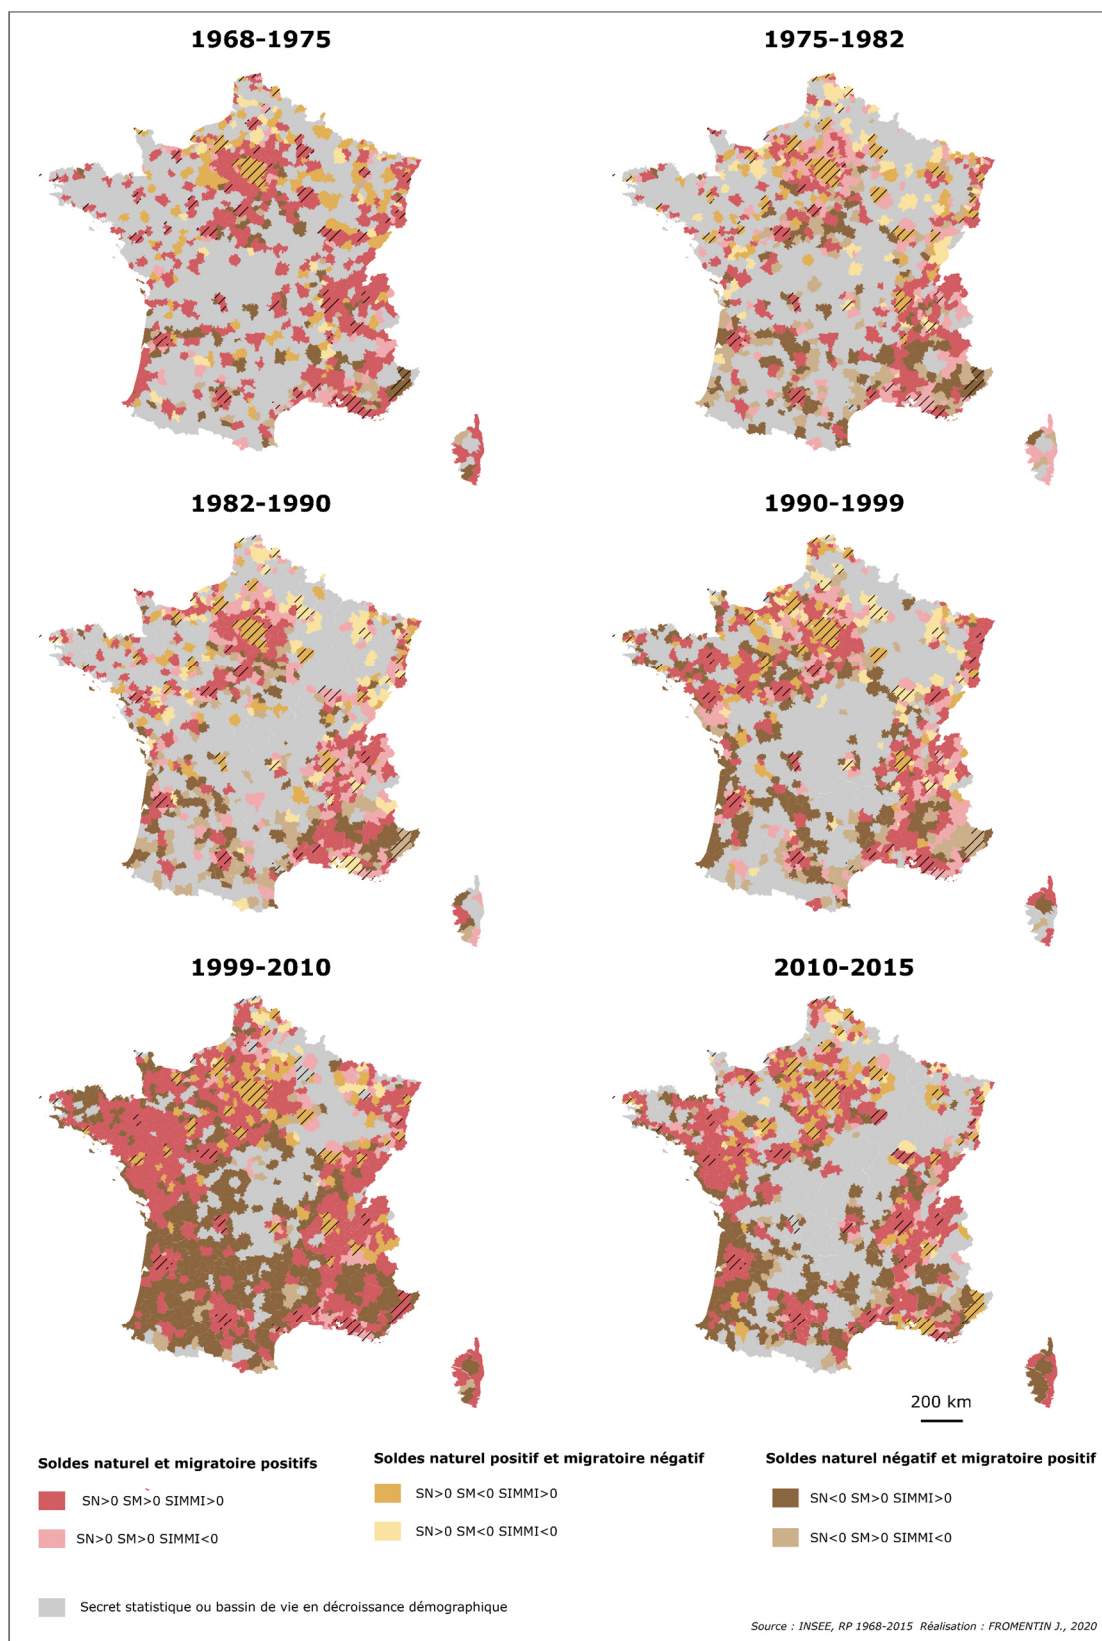 1968-1975
1975-1982
1982-1990
1990-1999
1999-2010
2010-2015
200 km
Soldes naturel et migratoire positifs
SN>0 SM>0 SIMMI>0
SN>0 SM>0 SIMMI<0
Soldes naturel positif et migratoire négatif
SN>0 SM<0 SIMMI>0
SN>0 SM<0 SIMMI<0
Soldes naturel négatif et migratoire positif
SN<0 SM>0 SIMMI>0
SN<0 SM>0 SIMMI<0
Secret statistique ou bassin de vie en décroissance démographique
Source : INSEE, RP 1968-2015 Réalisation : FROMENTIN J., 2020